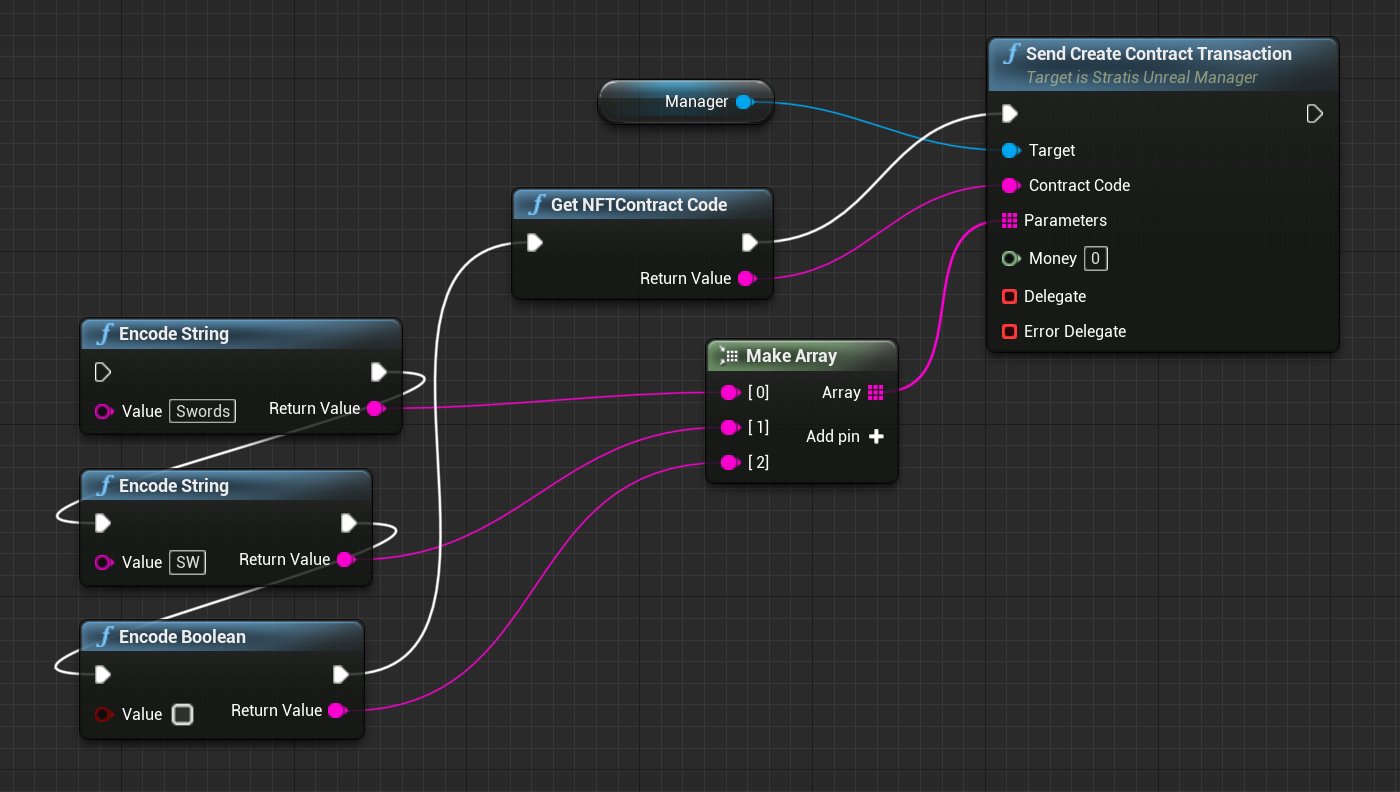 Send Create Contract Transaction
Target is Stratis Unreal Manager
Target
Contract Code
Parameters
Money 0
Delegate
Error Delegate
Manager
Get NFTContract Code
Return Value
Encode String
Value Swords Return Value
Make Array
[ 0] Array
[ 1] Add pin
[ 2]
Encode String
Value SW Return Value
Encode Boolean
Value Return Value